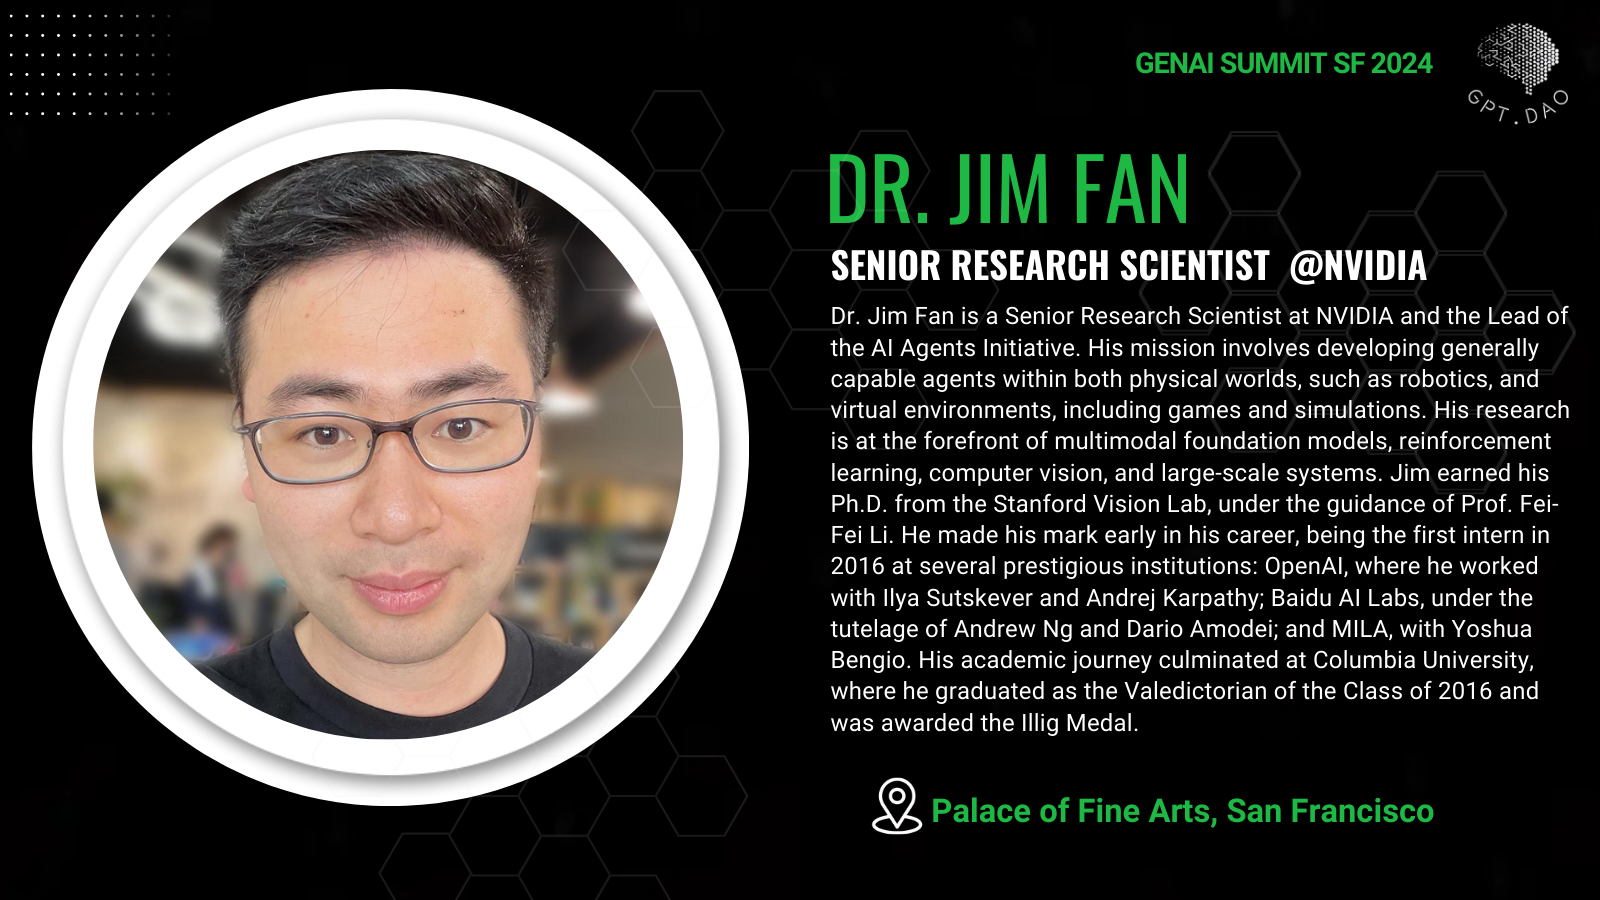 GENAI SUMMIT SF 2024
GPT.DAO
DR. JIM FAN
SENIOR RESEARCH SCIENTIST @NVIDIA
Dr. Jim Fan is a Senior Research Scientist at NVIDIA and the Lead of
the AI Agents Initiative. His mission involves developing generally
capable agents within both physical worlds, such as robotics, and
virtual environments, including games and simulations. His research
is at the forefront of multimodal foundation models, reinforcement
learning, computer vision, and large-scale systems. Jim earned his
Ph.D. from the Stanford Vision Lab, under the guidance of Prof. Fei-
Fei Li. He made his mark early in his career, being the first intern in
2016 at several prestigious institutions: OpenAI, where he worked
with Ilya Sutskever and Andrej Karpathy; Baidu AI Labs, under the
tutelage of Andrew Ng and Dario Amodei; and MILA, with Yoshua
Bengio. His academic journey culminated at Columbia University,
where he graduated as the Valedictorian of the Class of 2016 and
was awarded the Illig Medal.
Palace of Fine Arts, San Francisco